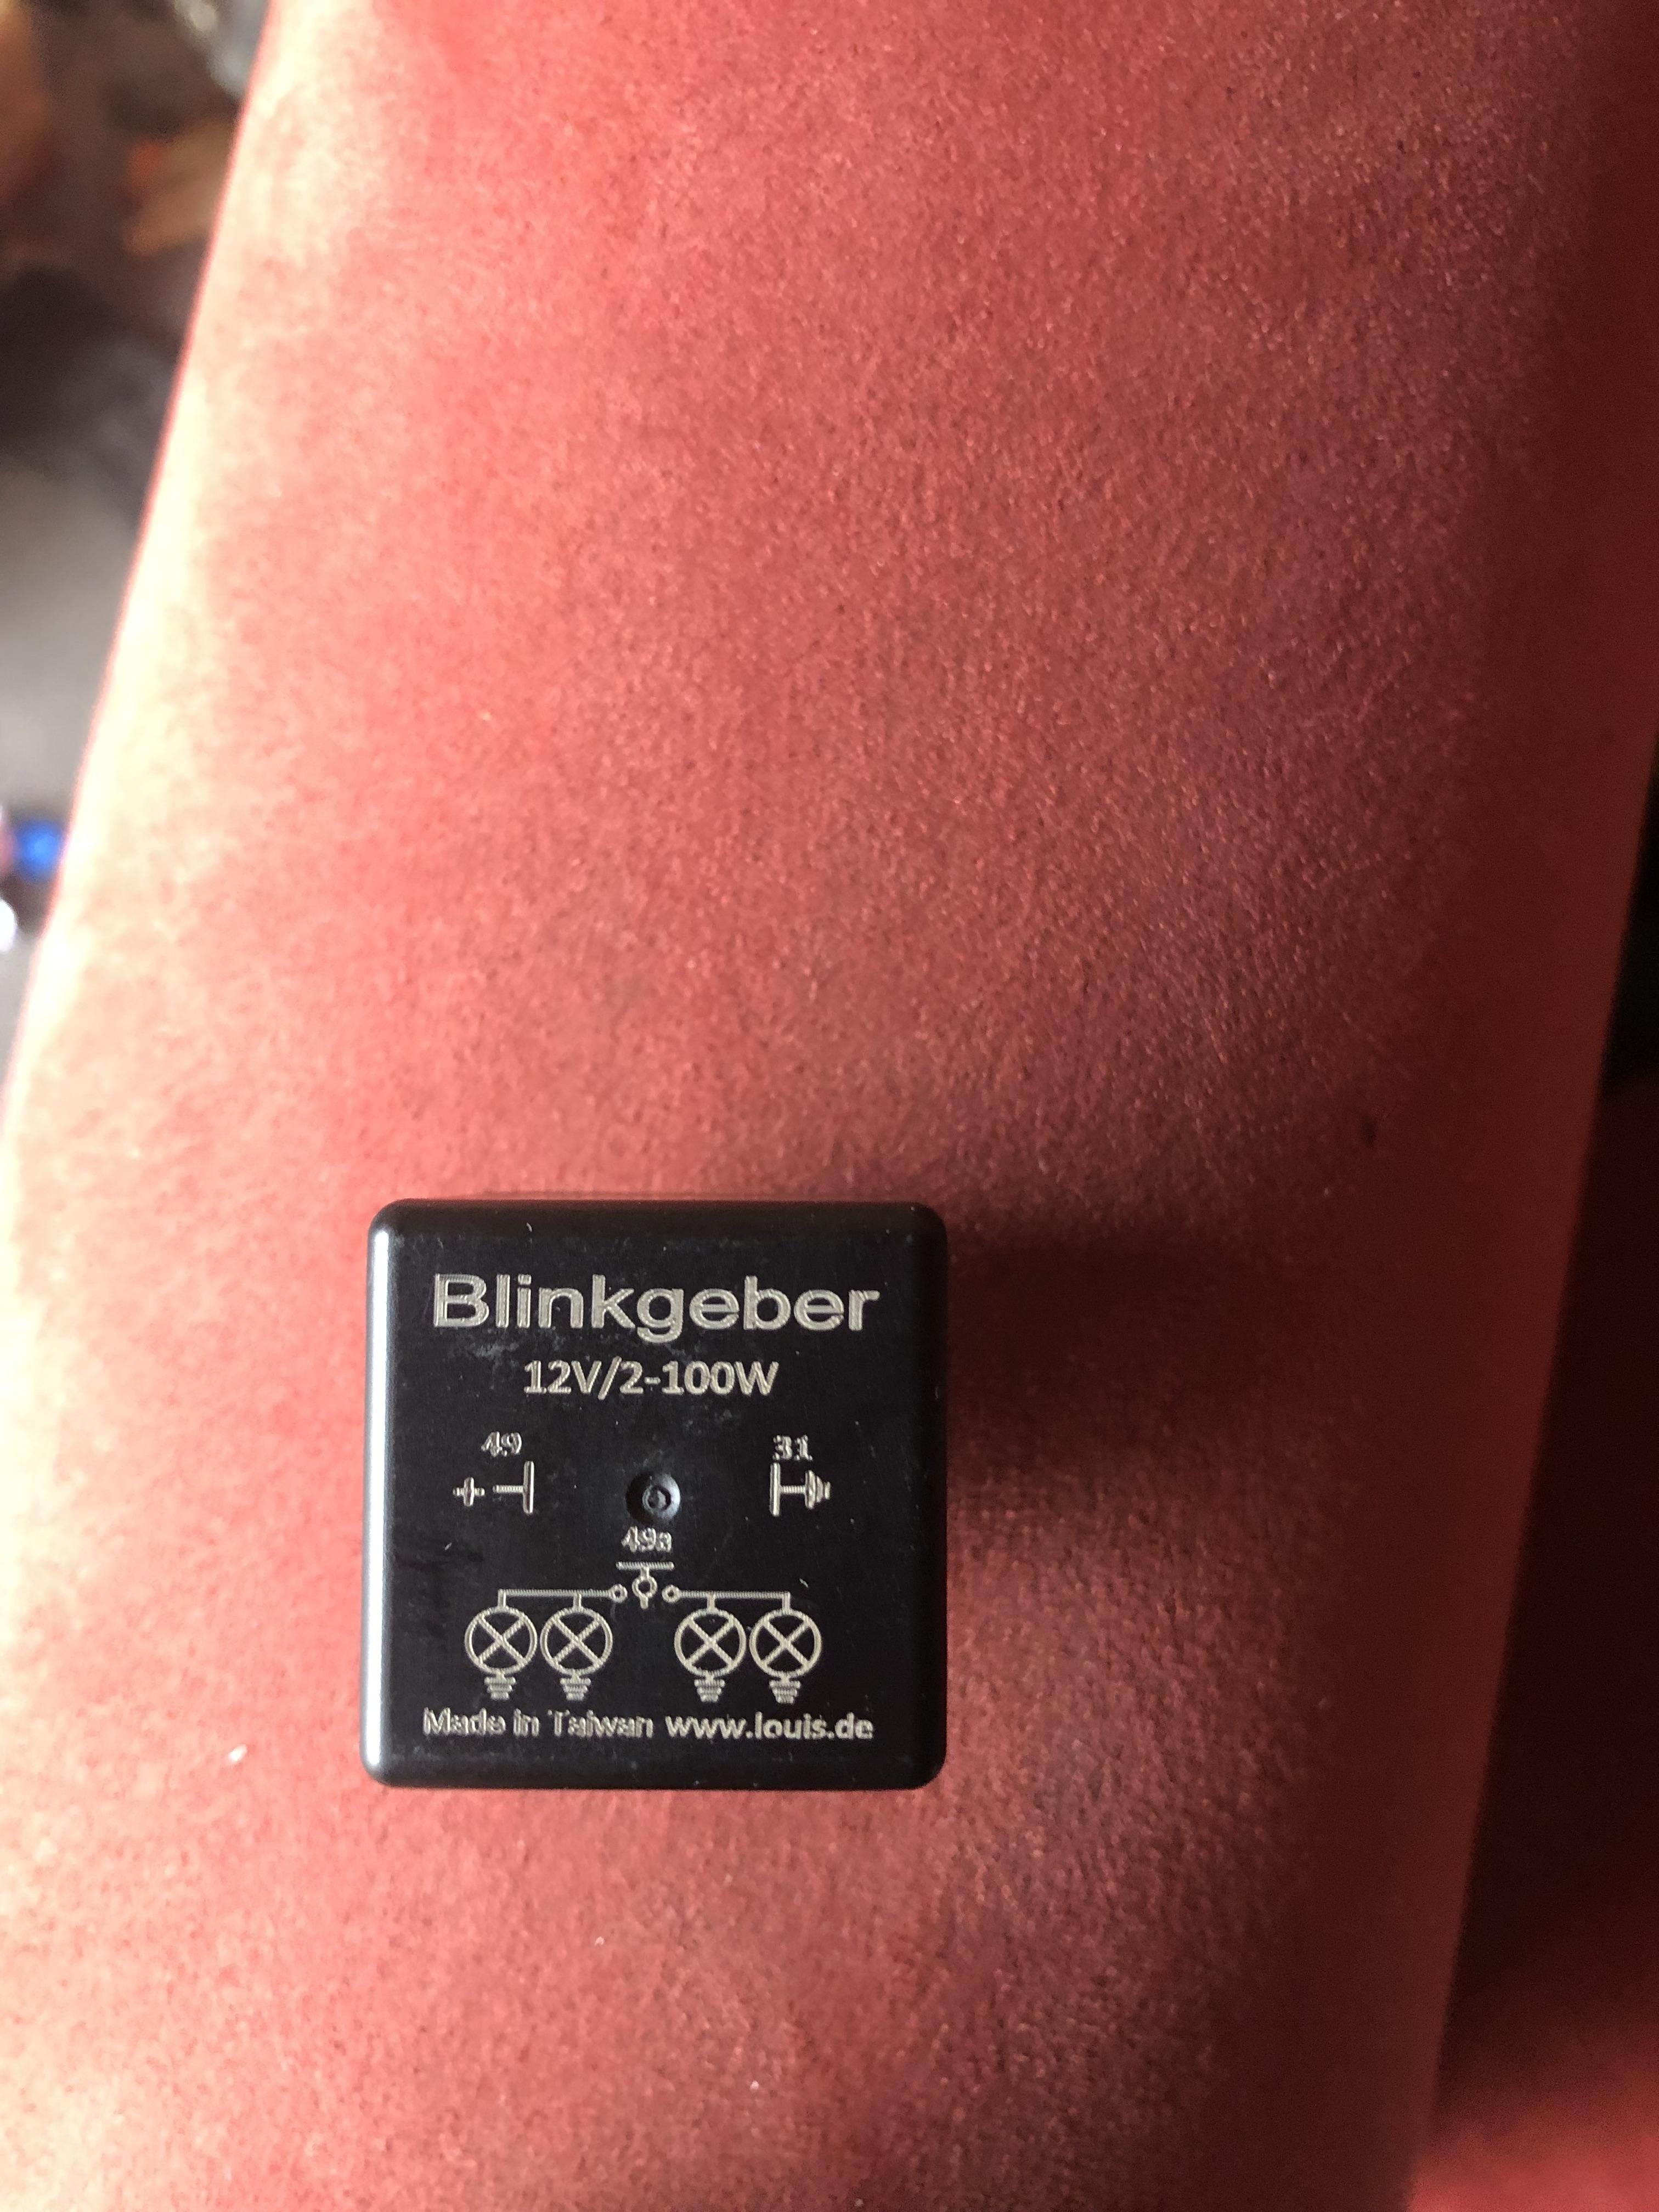 Blinkgeber
12V/2-100W
49 31
+
49a
Made in Taiwan www.louis.de